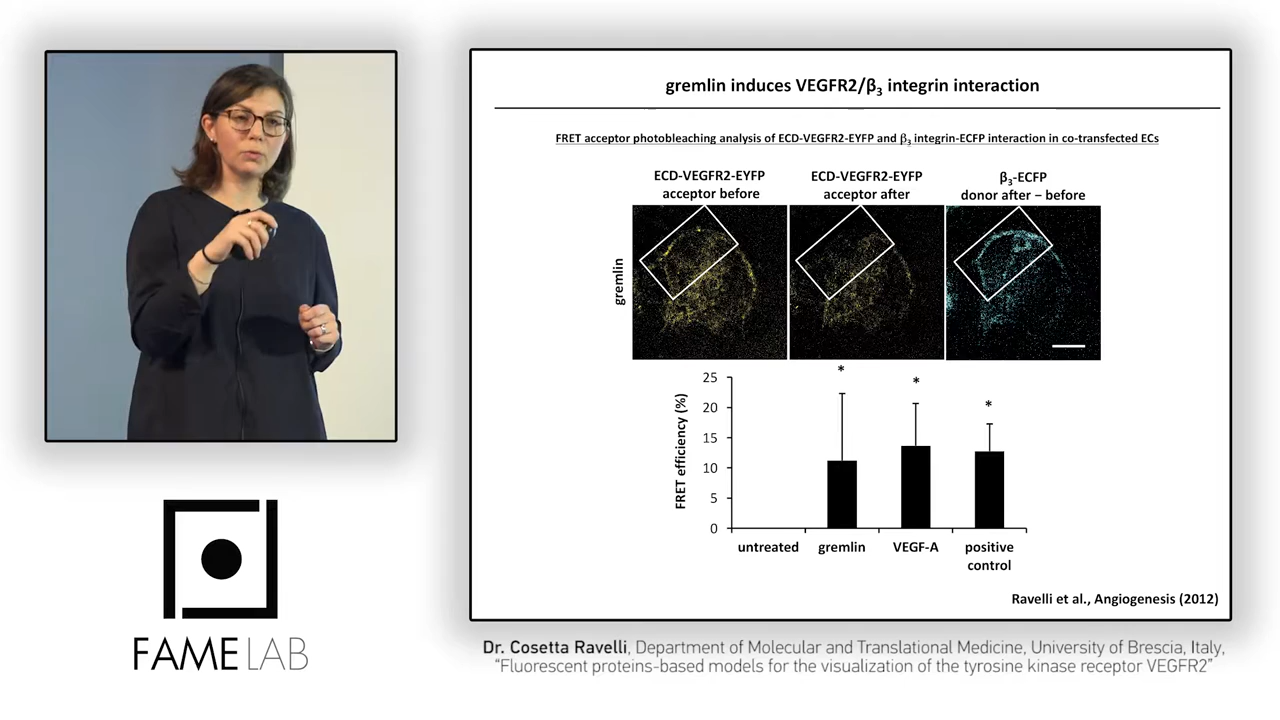 gremlin induces VEGFR2/β3 integrin interaction
FRET acceptor photobleaching analysis of ECD-VEGFR2-EYFP and β3 integrin-ECFP interaction in co-transfected ECs
ECD-VEGFR2-EYFP
acceptor before
ECD-VEGFR2-EYFP
acceptor after
β3-ECFP
donor after – before
gremlin
FRET efficiency (%)
25
20
15
10
5
0
*
*
*
untreated
gremlin
VEGF-A
positive
control
Ravelli et al., Angiogenesis (2012)
FAMELAB
Dr. Cosetta Ravelli, Department of Molecular and Translational Medicine, University of Brescia, Italy,
“Fluorescent proteins-based models for the visualization of the tyrosine kinase receptor VEGFR2”